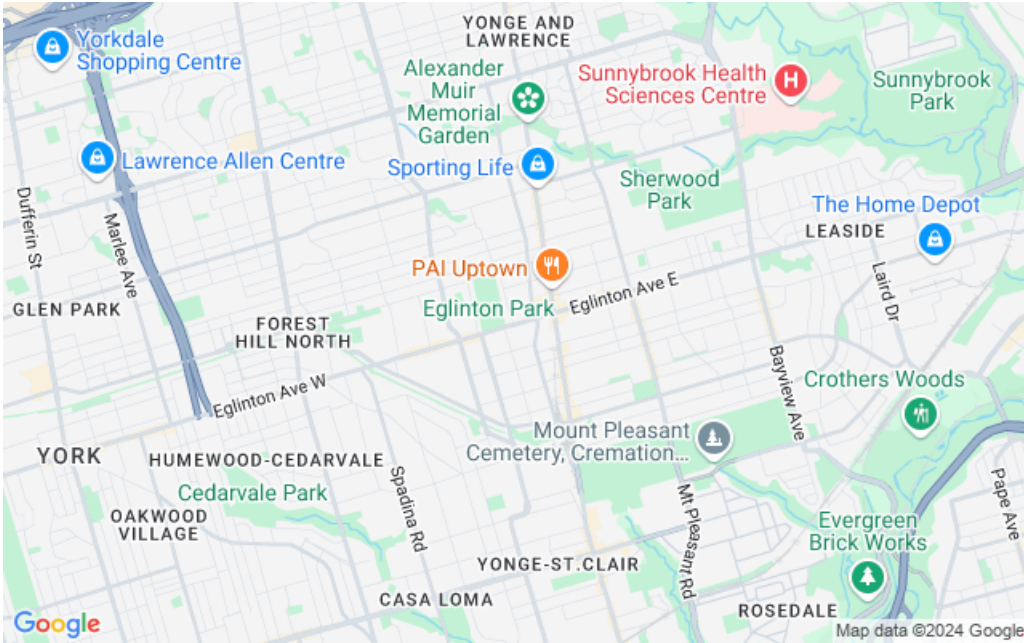 YONGE AND
LAWRENCE
Yorkdale
Shopping Centre
Alexander
Muir
Memorial
Garden
Sunnybrook Health
Sciences Centre
Sunnybrook
Park
Lawrence Allen Centre
Sporting Life
Sherwood
Park
Dufferin St
Marlee Ave
The Home Depot
LEASIDE
PAI Uptown
Laird Dr
Eglinton Park
Eglinton Ave E
GLEN PARK
FOREST
HILL NORTH
Bayview Ave
Crothers Woods
Eglinton Ave W
Mount Pleasant
Cemetery, Cremation...
YORK
HUMEWOOD-CEDARVALE
Cedarvale Park
Spadina Rd
Mt Pleasant Rd
Pape Ave
OAKWOOD
VILLAGE
Evergreen
Brick Works
YONGE-ST.CLAIR
CASA LOMA
ROSEDALE
Google
Map data ©2024 Google